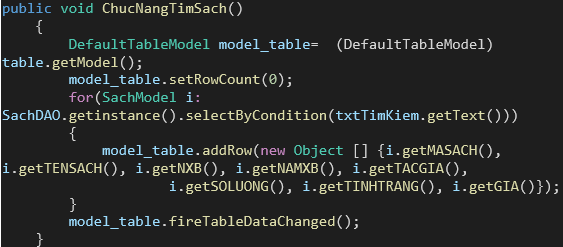 public void ChucNangTimSach()
{
DefaultTableModel model_table=  (DefaultTableModel)
table.getModel();
model_table.setRowCount(0);
for(SachModel i:
SachDAO.getinstance().selectByCondition(txtTimKiem.getText()))
{
model_table.addRow(new Object [] {i.getMASACH(),
i.getTENSACH(), i.getNXB(), i.getNAMXB(), i.getTACGIA(),
i.getSOLUONG(), i.getTINHTRANG(), i.getGIA()});
}
model_table.fireTableDataChanged();
}